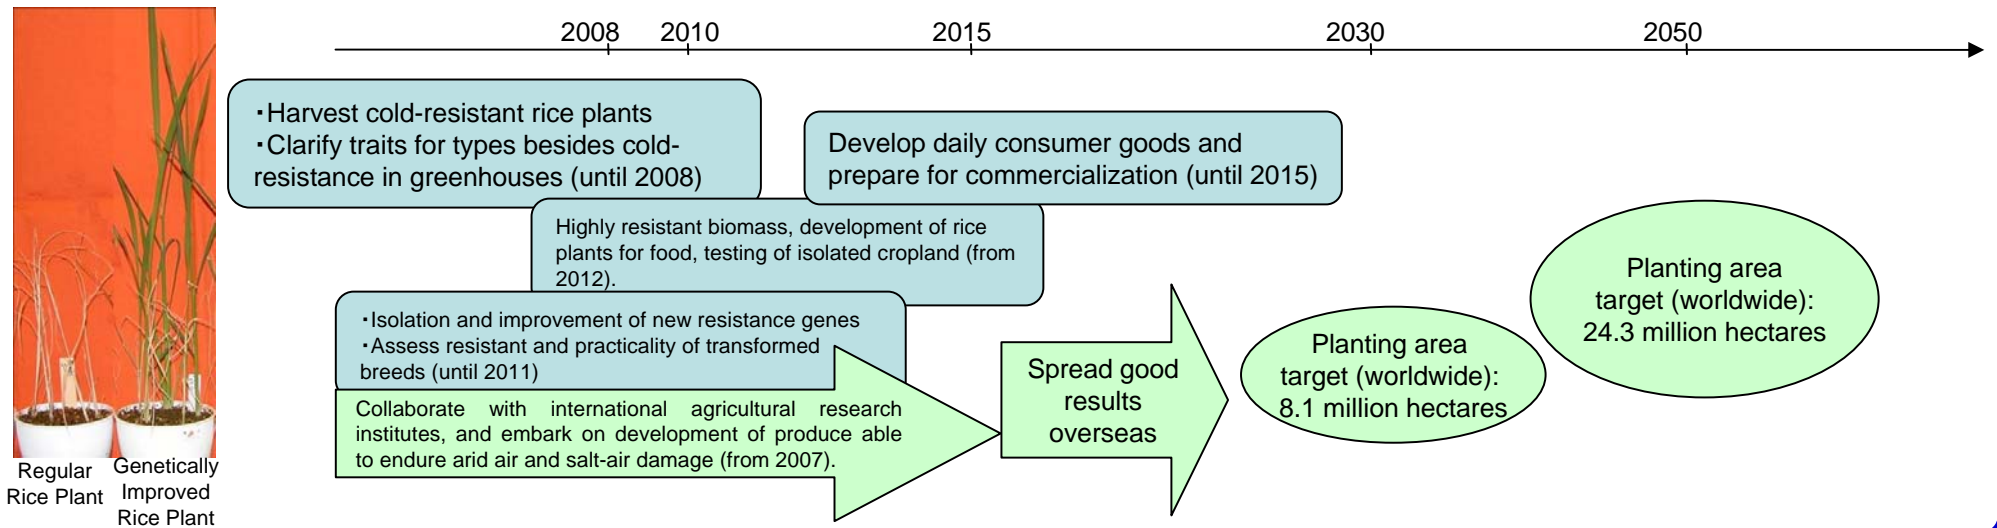 2008 2010 2015 2030 2050
・Harvest cold-resistant rice plants
・Clarify traits for types besides cold-
resistance in greenhouses (until 2008)
Develop daily consumer goods and
prepare for commercialization (until 2015)
Highly resistant biomass, development of rice
plants for food, testing of isolated cropland (from
2012).
・Isolation and improvement of new resistance genes
・Assess resistant and practicality of transformed
breeds (until 2011)
Collaborate with international agricultural research
institutes, and embark on development of produce able
to endure arid air and salt-air damage (from 2007).
Spread good
results
overseas
Planting area
target (worldwide):
8.1 million hectares
Planting area
target (worldwide):
24.3 million hectares
Regular
Rice Plant
Genetically
Improved
Rice Plant